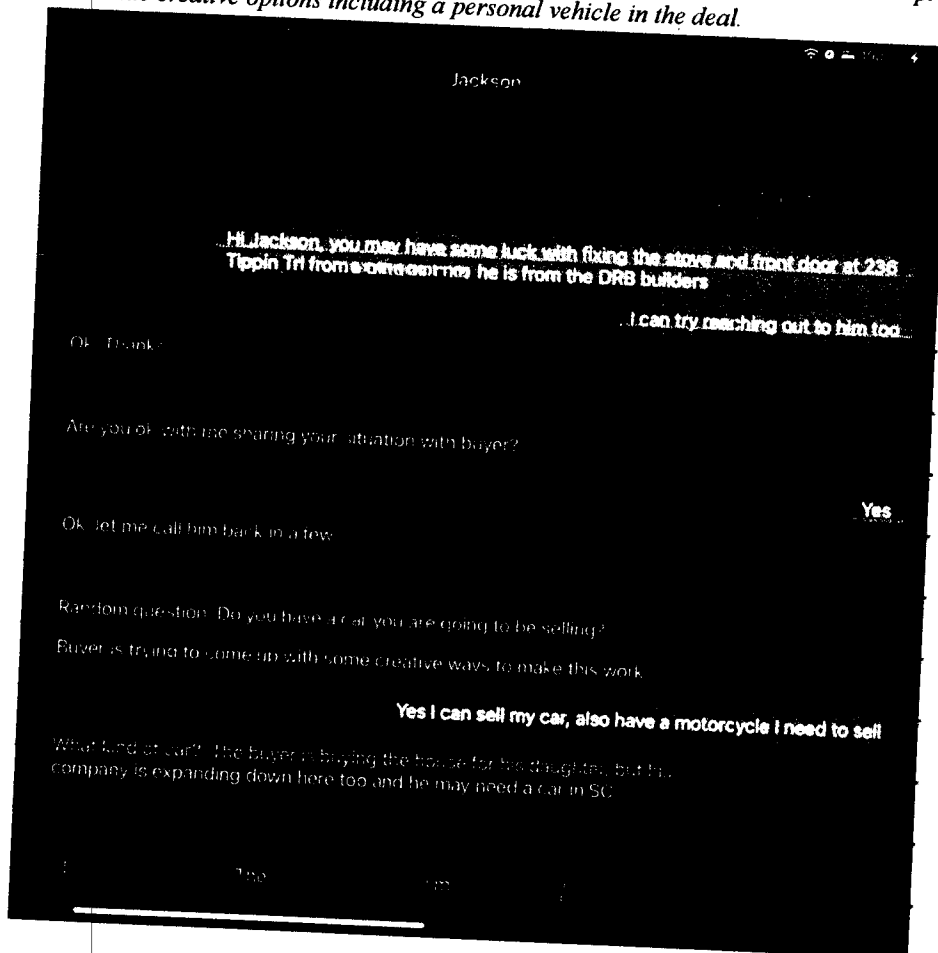 creative options including a personal vehicle in the deal.
Jackson
Hi Jackson, you may have some luck with fixing the stove and front door at 236
Tippin Trl from he is from the DRB builders
I can try reaching out to him too
Ok. Thanks
Are you ok with me sharing your situation with buyer?
Yes
Ok let me call him back in a few
Random question. Do you have a car you are going to be selling?
Buyer is trying to come up with some creative ways to make this work
Yes I can sell my car, also have a motorcycle I need to sell
What kind of car? The buyer is buying the house for his daughter, but his
company is expanding down here too and he may need a car in SC